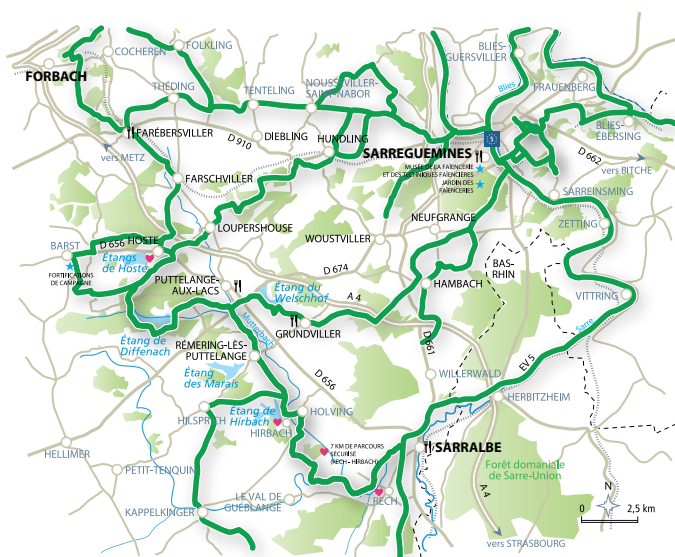 COCHEREN
FOLKLING
BLIES-
GUERSVILLER
FORBACH
THÉDING
TENTELING
NOUSSEVILLER-
SAINT-NABOR
Blies
FRAUENBERG
FARÉBERSVILLER
D 910
DIEBLING
HUNDLING
5
BLIES-
ÉBERSING
vers METZ
SARREGUEMINES
D 662
MUSÉE DE LA FAÏENCERIE
ET DES TECHNIQUES FAÏENCIÈRES
JARDIN DES
FAÏENCERIES
vers BITCHE
FARSCHVILLER
SARREINSMING
LOUPERSHOUSE
NEUFGRANGE
ZETTING
BARST
D 656
HOSTE
WOUSTVILLER
Étangs
de Hoste
FORTIFICATIONS
DE CAMPAGNE
D 674
BAS-
RHIN
PUTTELANGE-
AUX-LACS
Étang du
Welschhof
A 4
HAMBACH
VITTRING
Mutterbach
GRUNDVILLER
Sarre
Étang de
Diffenach
RÉMERING-LÈS-
PUTTELANGE
D 661
EV 5
Étang
des Marais
D 656
WILLERWALD
HERBITZHEIM
HILSPRICH
Étang de
Hirbach
HOLVING
HIRBACH
7 KM DE PARCOURS
SÉCURISÉ
(RECH - HIRBACH)
SARRALBE
HELLIMER
PETIT-TENQUIN
Forêt domaniale
de Sarre-Union
A 4
LE VAL DE
GUÉBLANGE
RECH
KAPPELKINGER
N
0 2,5 km
vers STRASBOURG